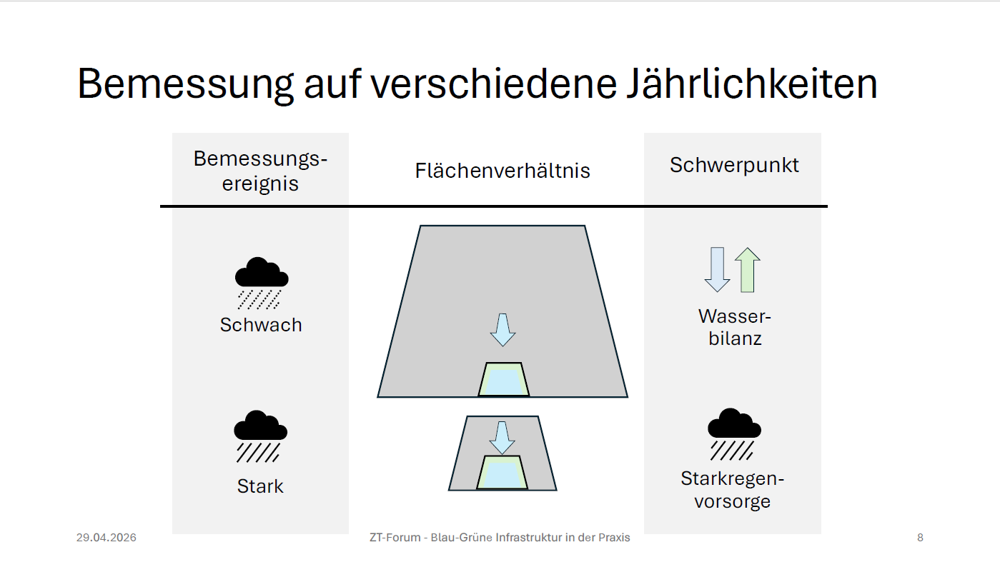 Bemessung auf verschiedene Jährlichkeiten
Bemessungs-
ereignis
Flächenverhältnis
Schwerpunkt
Schwach
Wasser-
bilanz
Stark
Starkregen-
vorsorge
29.04.2026
ZT-Forum - Blau-Grüne Infrastruktur in der Praxis
8